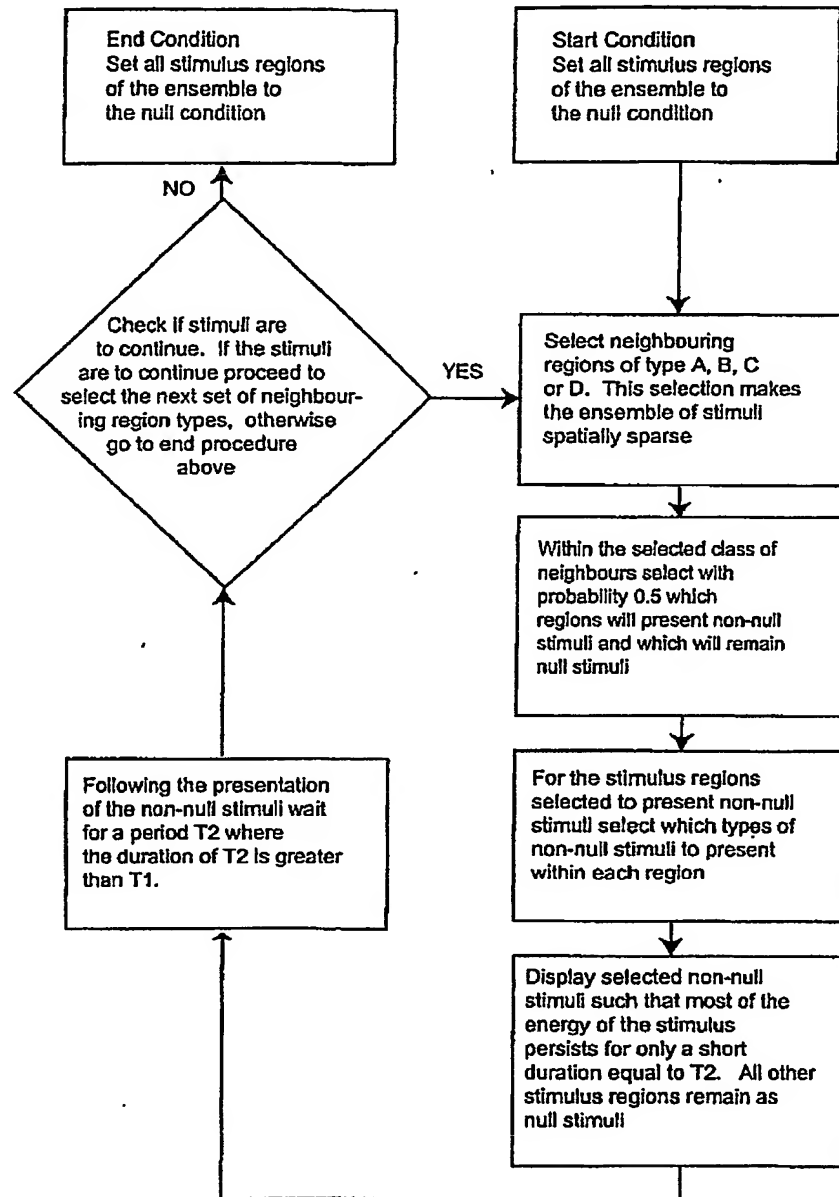 End Condition
Set all stimulus regions
of the ensemble to
the null condition
Start Condition
Set all stimulus regions
of the ensemble to
the null condition
NO
Check if stimuli are
to continue. If the stimuli
are to continue proceed to
select the next set of neighbour-
ing region types, otherwise
go to end procedure
above
YES
Select neighbouring
regions of type A, B, C
or D. This selection makes
the ensemble of stimuli
spatially sparse
Within the selected class of
neighbours select with
probability 0.5 which
regions will present non-null
stimuli and which will remain
null stimuli
Following the presentation
of the non-null stimuli wait
for a period T2 where
the duration of T2 is greater
than T1.
For the stimulus regions
selected to present non-null
stimuli select which types of
non-null stimuli to present
within each region
Display selected non-null
stimuli such that most of the
energy of the stimulus
persists for only a short
duration equal to T2. All other
stimulus regions remain as
null stimuli